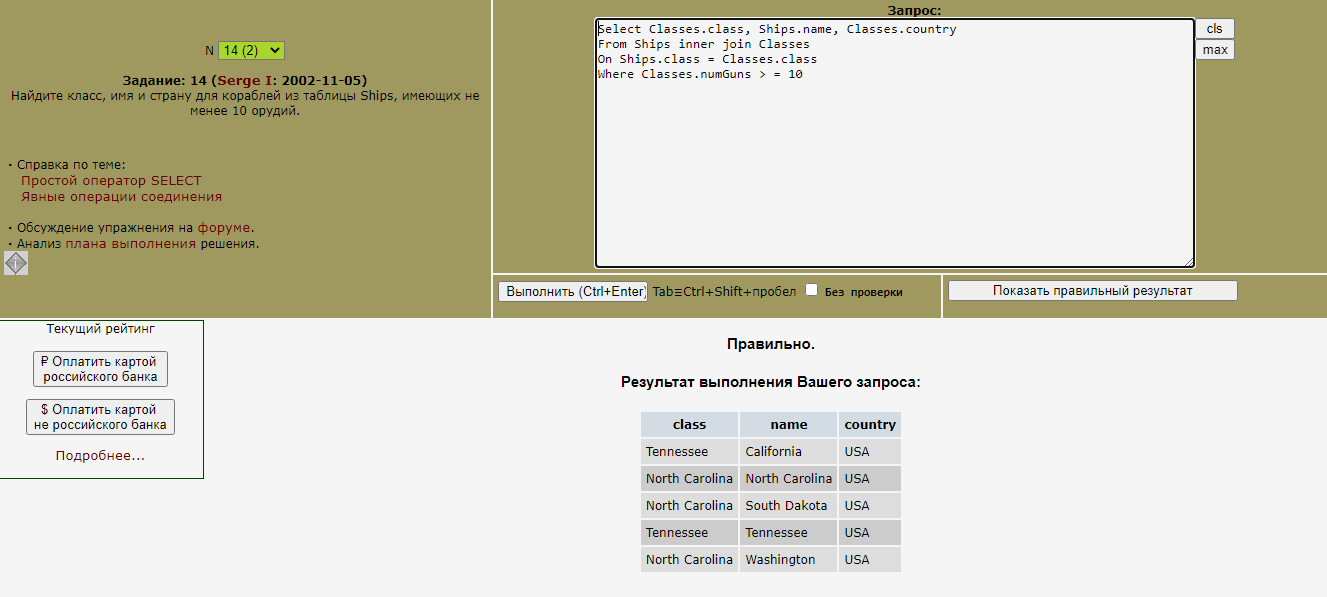 N 14 (2)
Задание: 14 (Serge I: 2002-11-05)
Найдите класс, имя и страну для кораблей из таблицы Ships, имеющих не
менее 10 орудий.
· Справка по теме:
Простой оператор SELECT
Явные операции соединения
· Обсуждение упражнения на форуме.
· Анализ плана выполнения решения.
Запрос:
Select Classes.class, Ships.name, Classes.country
From Ships inner join Classes
On Ships.class = Classes.class
Where Classes.numGuns > = 10
cls
max
Выполнить (Ctrl+Enter) Tab≡Ctrl+Shift+пробел Без проверки
Показать правильный результат
Текущий рейтинг
₽ Оплатить картой
российского банка
$ Оплатить картой
не российского банка
Подробнее...
Правильно.
Результат выполнения Вашего запроса:
class name country
Tennessee California USA
North Carolina North Carolina USA
North Carolina South Dakota USA
Tennessee Tennessee USA
North Carolina Washington USA